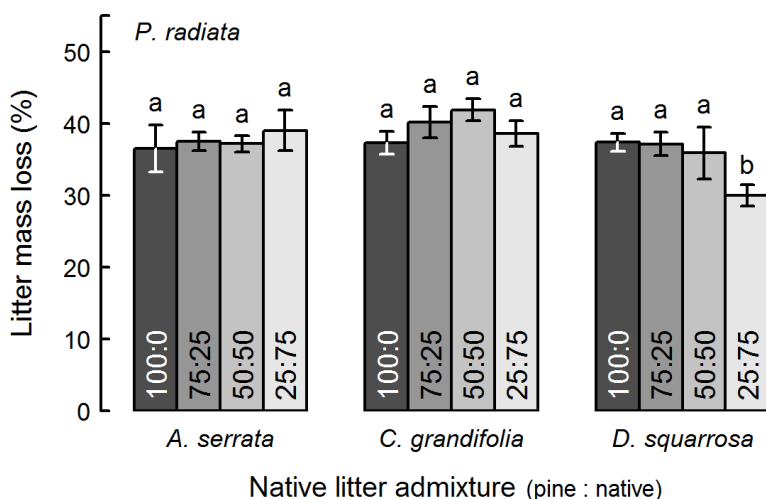 P. radiata
Litter mass loss (%)
50
40
30
20
10
0
a a a a
a a a a
a a a b
100:0 75:25 50:50 25:75
100:0 75:25 50:50 25:75
100:0 75:25 50:50 25:75
A. serrata C. grandifolia D. squarrosa
Native litter admixture (pine : native)